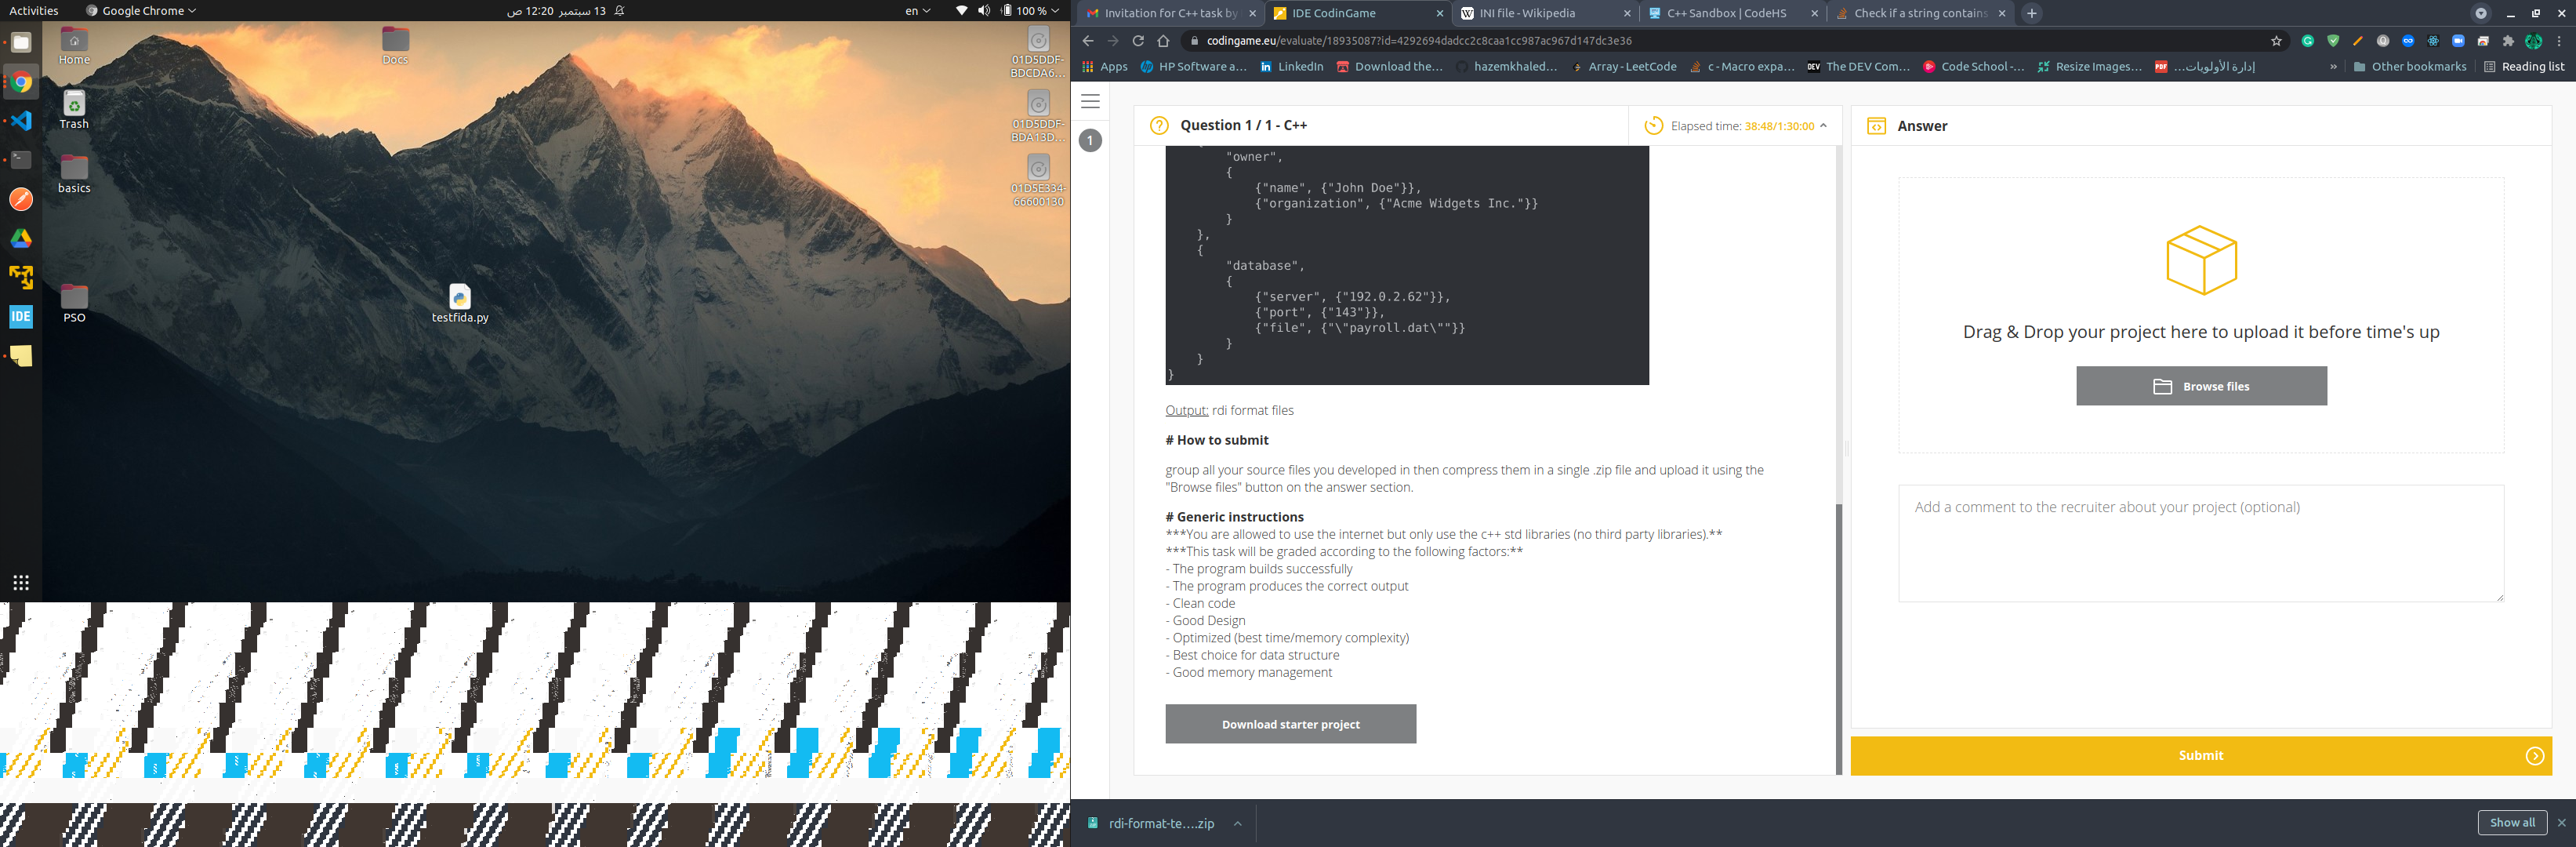 Activities
Google Chrome
12:20 ص 13 سبتمبر
en
100 %
Home
Docs
01D5DDF-
BDCDA6...
Trash
01D5DDF-
BDA13D...
basics
01D5E334-
66600130
PSO
testfida.py
IDE
Invitation for C++ task by
IDE CodinGame
INI file - Wikipedia
C++ Sandbox | CodeHS
Check if a string contains
codingame.eu/evaluate/18935087?id=4292694dadcc2c8caa1cc987ac967d147dc3e36
Apps
HP Software a...
LinkedIn
Download the...
hazemkhaled...
Array - LeetCode
c - Macro expa...
The DEV Com...
Code School -...
Resize Images...
إدارة الأولويات...
»
Other bookmarks
Reading list
1
Question 1 / 1 - C++
Elapsed time: 38:48/1:30:00
"owner",
{
{"name", {"John Doe"}},
{"organization", {"Acme Widgets Inc."}}
}
},
{
"database",
{
{"server", {"192.0.2.62"}},
{"port", {"143"}},
{"file", {"\"payroll.dat\""}}
}
}
}
Output: rdi format files
# How to submit
group all your source files you developed in then compress them in a single .zip file and upload it using the
"Browse files" button on the answer section.
# Generic instructions
***You are allowed to use the internet but only use the c++ std libraries (no third party libraries).**
***This task will be graded according to the following factors:**
- The program builds successfully
- The program produces the correct output
- Clean code
- Good Design
- Optimized (best time/memory complexity)
- Best choice for data structure
- Good memory management
Download starter project
Answer
Drag & Drop your project here to upload it before time's up
Browse files
Add a comment to the recruiter about your project (optional)
Submit
rdi-format-te....zip
Show all